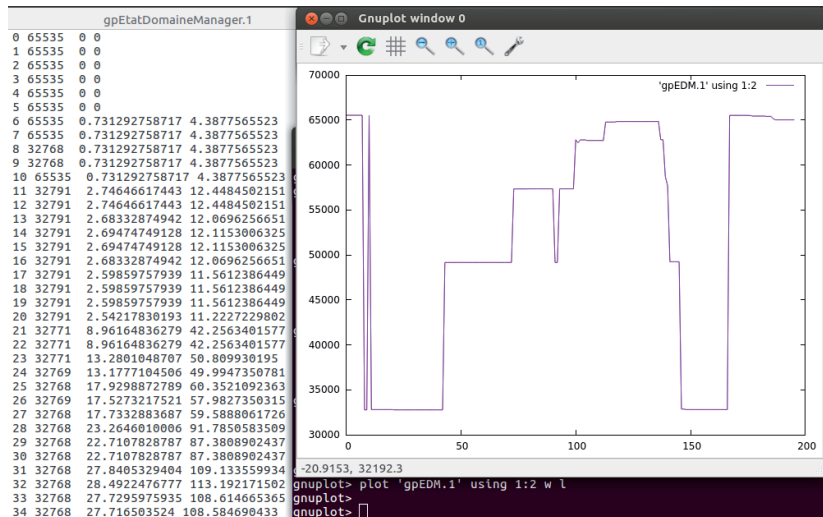 gpEtatDomaineManager.1
0 65535 0 0
1 65535 0 0
2 65535 0 0
3 65535 0 0
4 65535 0 0
5 65535 0 0
6 65535 0.731292758717 4.3877565523
7 65535 0.731292758717 4.3877565523
8 32768 0.731292758717 4.3877565523
9 32768 0.731292758717 4.3877565523
10 65535 0.731292758717 4.3877565523
11 32791 2.74646617443 12.4484502151
12 32791 2.74646617443 12.4484502151
13 32791 2.68332874942 12.0696256651
14 32791 2.69474749128 12.1153006325
15 32791 2.69474749128 12.1153006325
16 32791 2.68332874942 12.0696256651
17 32791 2.59859757939 11.5612386449
18 32791 2.59859757939 11.5612386449
19 32791 2.59859757939 11.5612386449
20 32791 2.54217830193 11.2227229802
21 32771 8.96164836279 42.2563401577
22 32771 8.96164836279 42.2563401577
23 32771 13.2801048707 50.809930195
24 32769 13.1777104506 49.9947350781
25 32768 17.9298872789 60.3521092363
26 32769 17.5273217521 57.9827350315
27 32768 17.7332883687 59.5888061726
28 32768 23.2646010006 91.7850583509
29 32768 22.7107828787 87.3808902437
30 32768 22.7107828787 87.3808902437
31 32768 27.8405329404 109.133559934
32 32768 28.4922476777 113.192171502
33 32768 27.7295975935 108.614665365
34 32768 27.716503524 108.584690433
Gnuplot window 0
70000
65000
60000
55000
50000
45000
40000
35000
30000
0 50 100 150 200
'gpEDM.1' using 1:2
-20.9153, 32192.3
gnuplot> plot 'gpEDM.1' using 1:2 w l
gnuplot>
gnuplot>